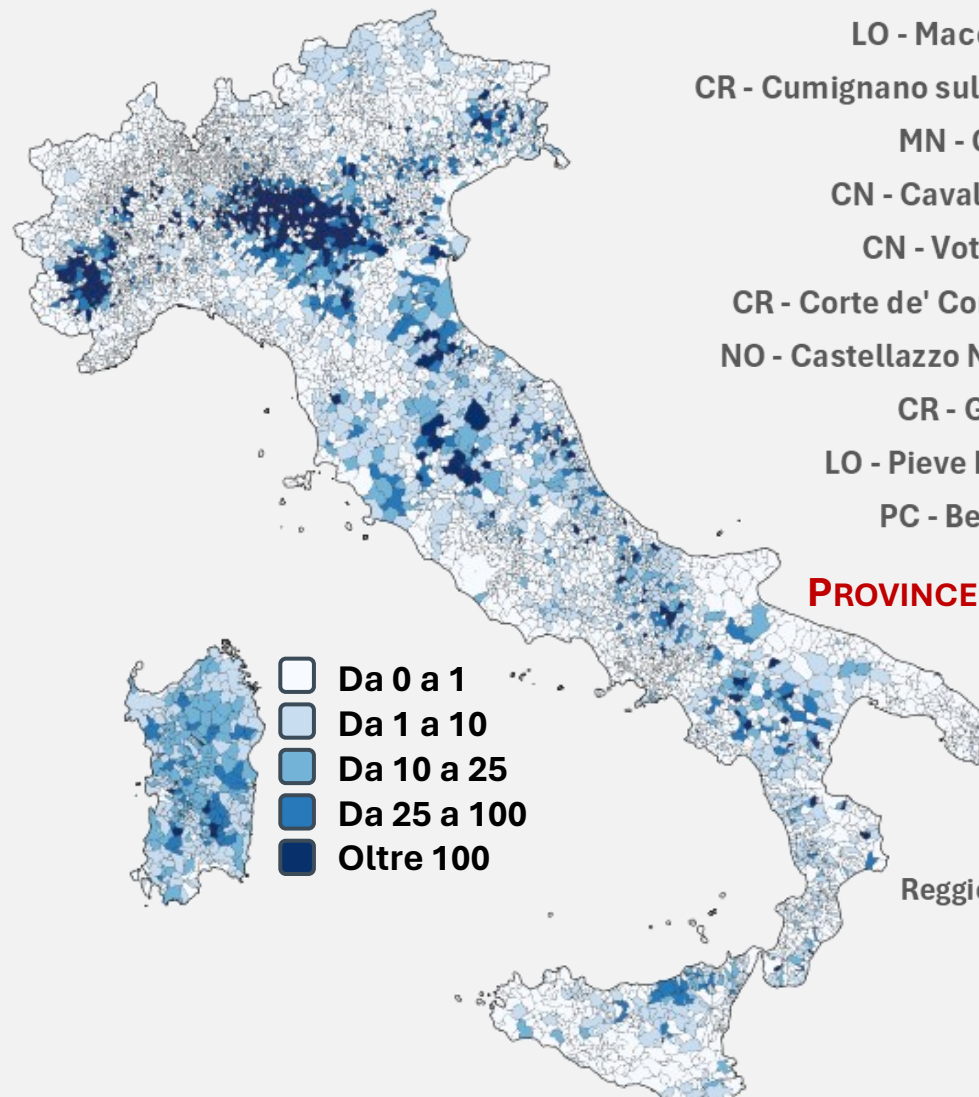 LO - Mac
CR - Cumignano sul
MN -
CN - Caval
CN - Vot
CR - Corte de' Co
NO - Castellazzo N
CR - G
LO - Pieve
PC - Be
PROVINCE
Da 0 a 1
Da 1 a 10
Da 10 a 25
Da 25 a 100
Oltre 100
Reggi